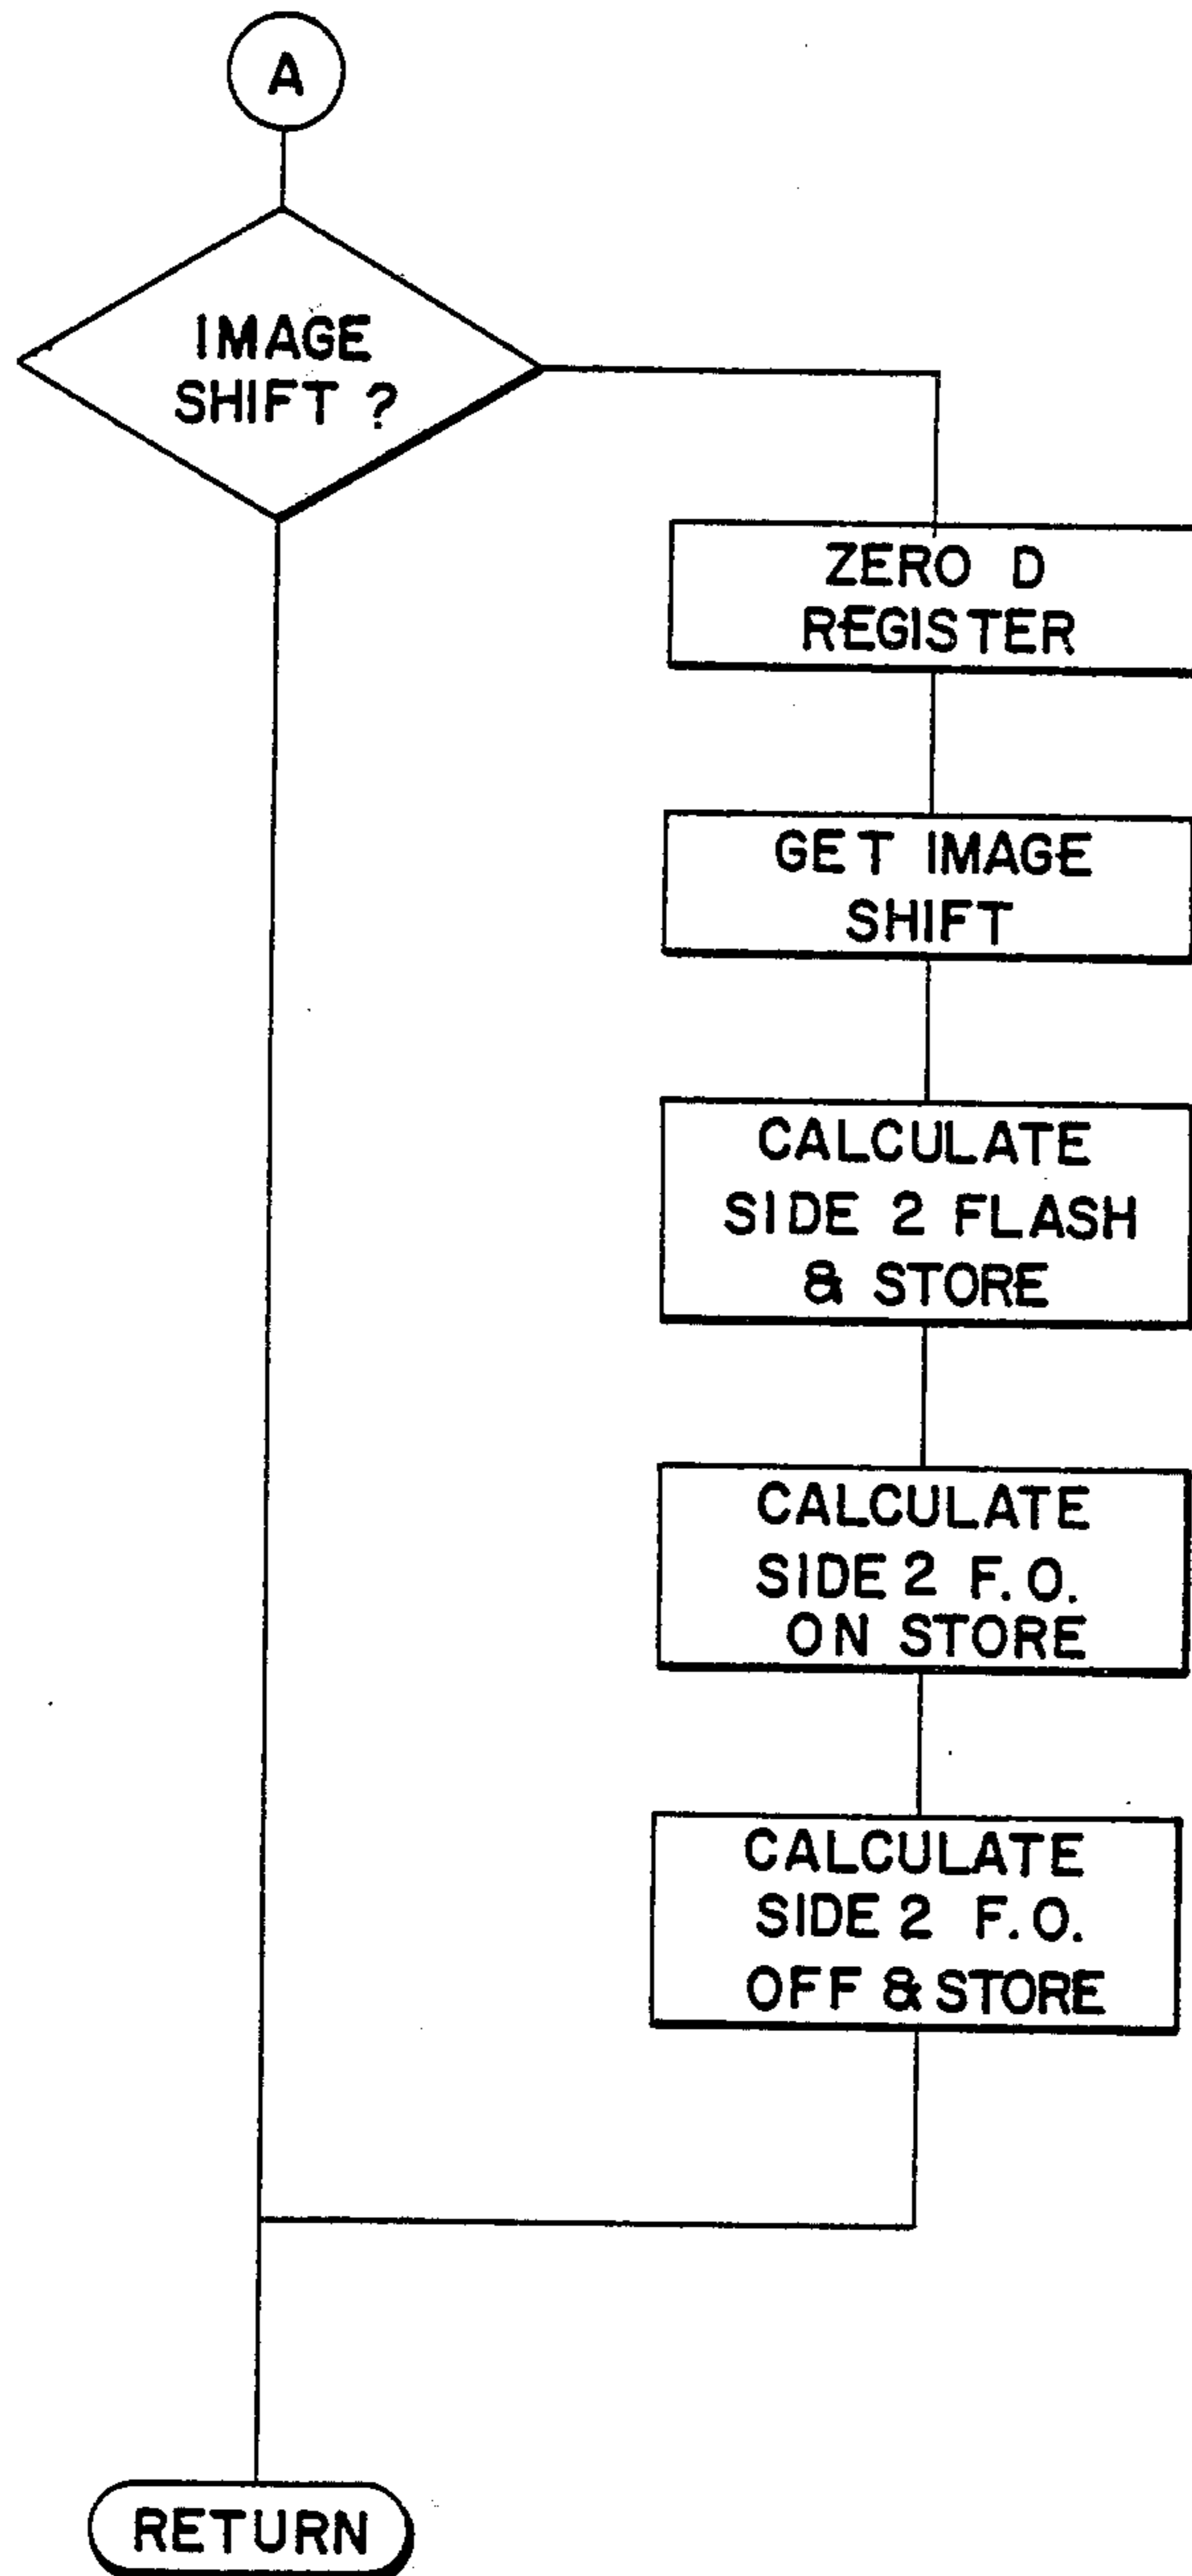 A
IMAGE
SHIFT ?
ZERO D
REGISTER
GET IMAGE
SHIFT
CALCULATE
SIDE 2 FLASH
& STORE
CALCULATE
SIDE 2 F.O.
ON STORE
CALCULATE
SIDE 2 F.O.
OFF & STORE
RETURN